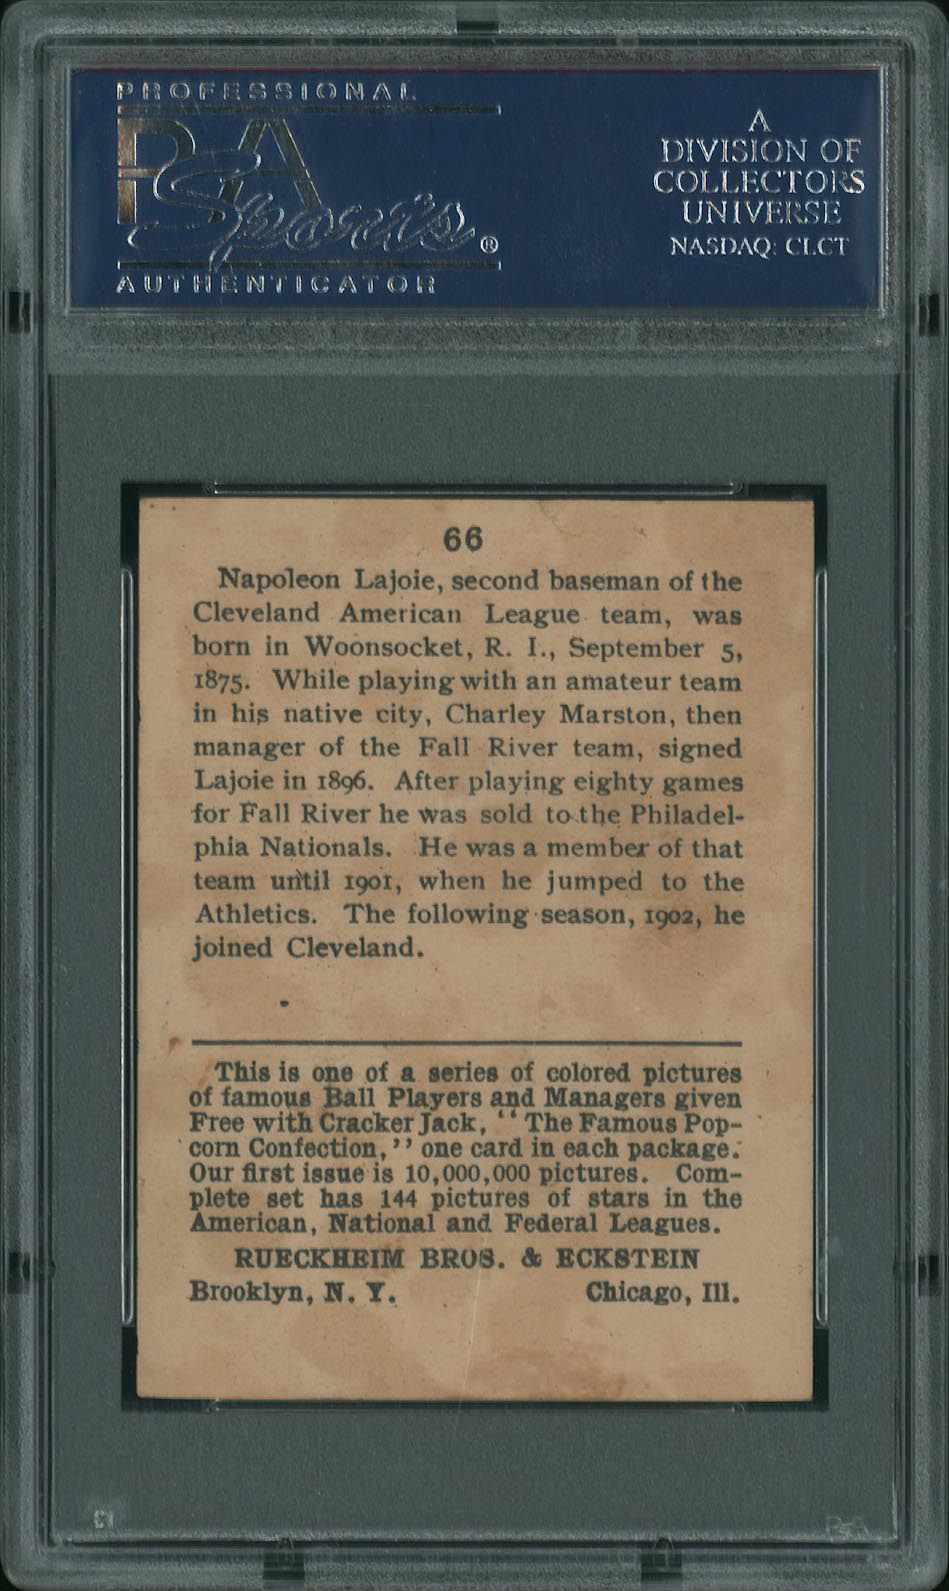 PROFESSIONAL
PSA
Sports®
AUTHENTICATOR
A
DIVISION OF
COLLECTORS
UNIVERSE
NASDAQ: CLCT
66
Napoleon Lajoie, second baseman of the
Cleveland American League team, was
born in Woonsocket, R. I., September 5,
1875. While playing with an amateur team
in his native city, Charley Marston, then
manager of the Fall River team, signed
Lajoie in 1896. After playing eighty games
for Fall River he was sold to the Philadel-
phia Nationals. He was a member of that
team until 1901, when he jumped to the
Athletics. The following season, 1902, he
joined Cleveland.
This is one of a series of colored pictures
of famous Ball Players and Managers given
Free with Cracker Jack, “The Famous Pop-
corn Confection,” one card in each package.
Our first issue is 10,000,000 pictures. Com-
plete set has 144 pictures of stars in the
American, National and Federal Leagues.
RUECKHEIM BROS. & ECKSTEIN
Brooklyn, N. Y. Chicago, Ill.
PSA